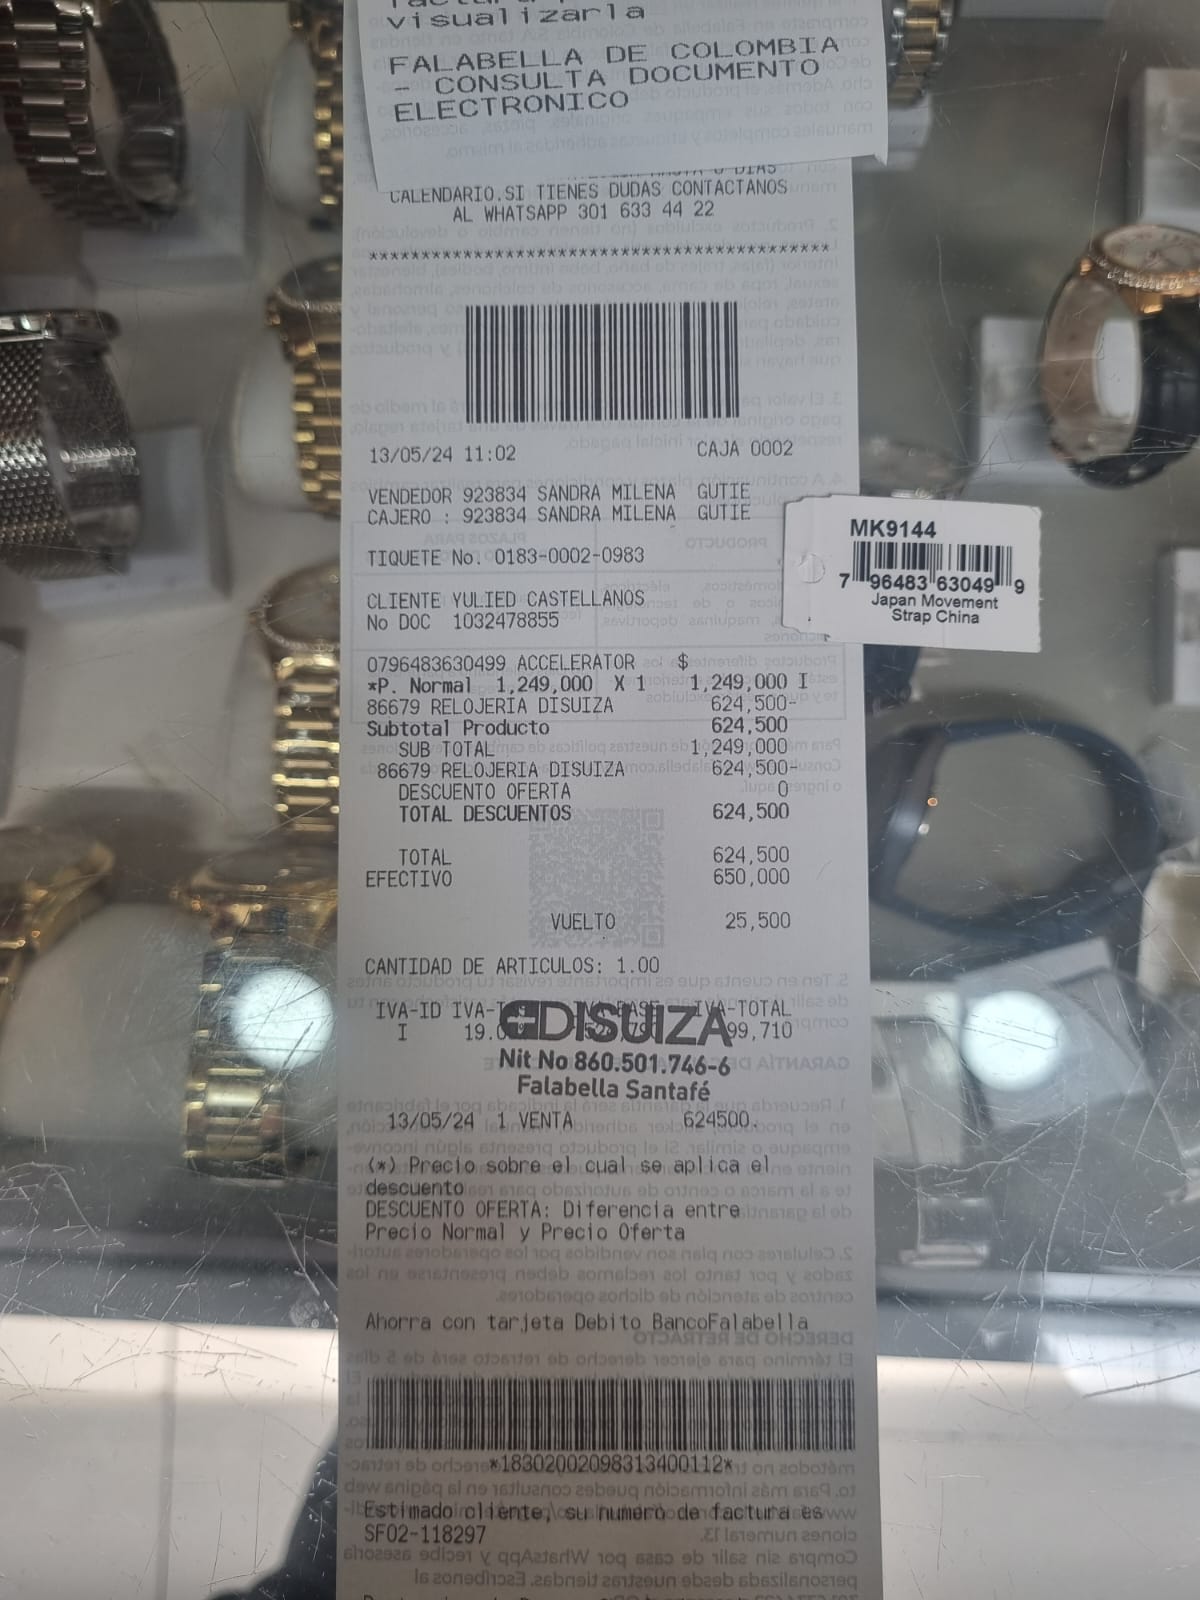 visualizarla
FALABELLA DE COLOMBIA
- CONSULTA DOCUMENTO
ELECTRONICO
DIAS
CALENDARIO.SI TIENES DUDAS CONTACTANOS
AL WHATSAPP 301 633 44 22
********************************************
13/05/24 11:02 CAJA 0002
VENDEDOR 923834 SANDRA MILENA GUTIE
CAJERO : 923834 SANDRA MILENA GUTIE
TIQUETE No. 0183-0002-0983
CLIENTE YULIED CASTELLANOS
No DOC 1032478855
0796483630499 ACCELERATOR $
*P. Normal 1,249,000 X 1 1,249,000 I
86679 RELOJERIA DISUIZA 624,500-
Subtotal Producto 624,500
SUB TOTAL 1,249,000
86679 RELOJERIA DISUIZA 624,500-
DESCUENTO OFERTA 0
TOTAL DESCUENTOS 624,500
TOTAL 624,500
EFECTIVO 650,000
VUELTO 25,500
CANTIDAD DE ARTICULOS: 1.00
IVA-ID IVA- IVA-TOTAL
I 19.0 99,710
DISUIZA
Nit No 860.501.746-6
Falabella Santafé
13/05/24 1 VENTA 624500.
(*) Precio sobre el cual se aplica el
descuento
DESCUENTO OFERTA: Diferencia entre
Precio Normal y Precio Oferta
Ahorra con tarjeta Debito BancoFalabella
*18302002098313400112*
Estimado cliente, su numero de factura es
SF02-118297
MK9144
7 96483 63049 9
Japan Movement
Strap China